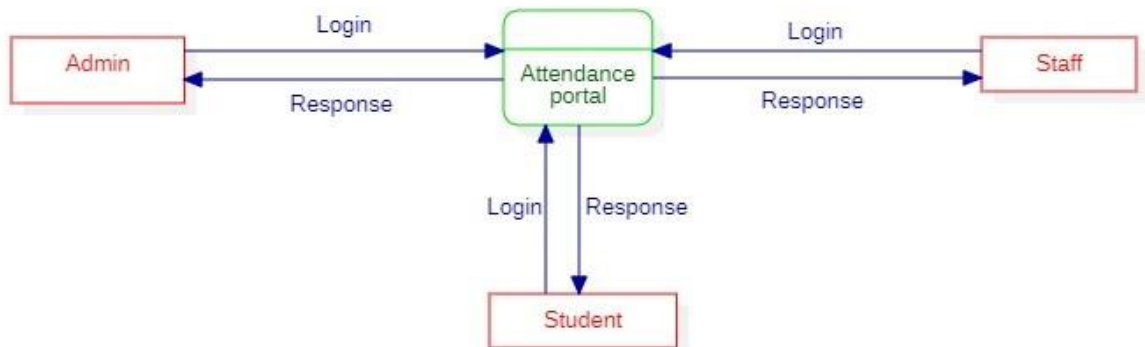 Login
Login
Admin
Attendance
portal
Staff
Response
Response
Login
Response
Student